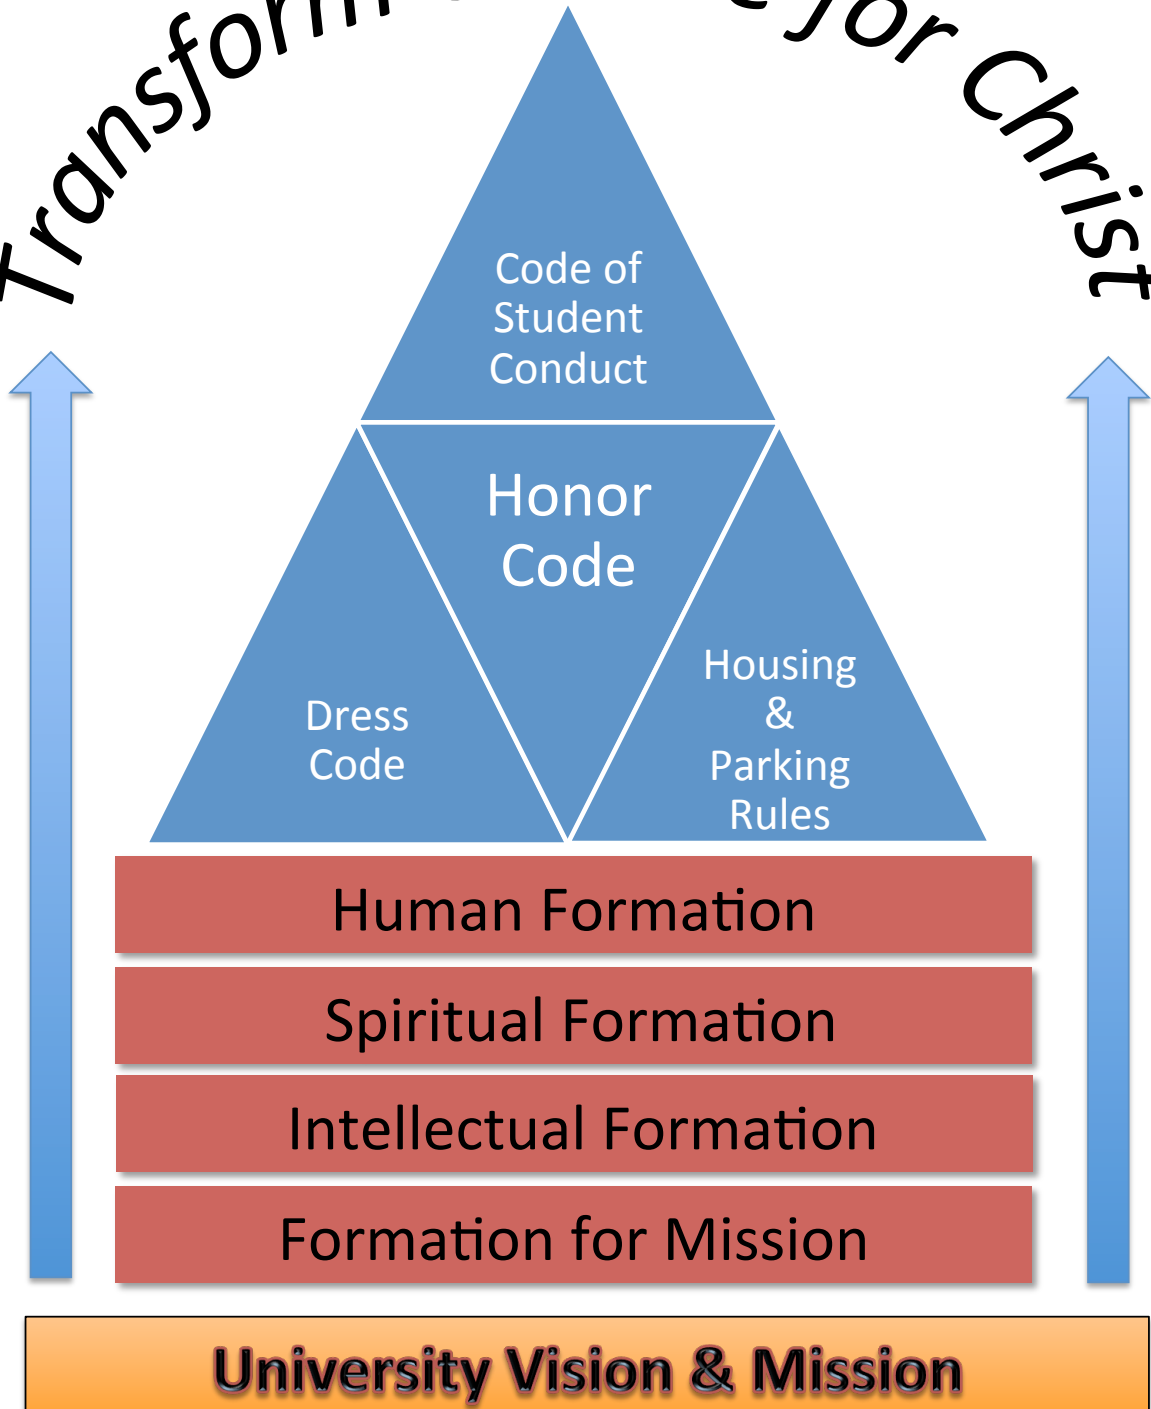 for Christ
Code of
Student
Conduct
Honor
Code
Housing
&
Parking
Rules
Dress
Code
Human Formation
Spiritual Formation
Intellectual Formation
Formation for Mission
University Vision & Mission